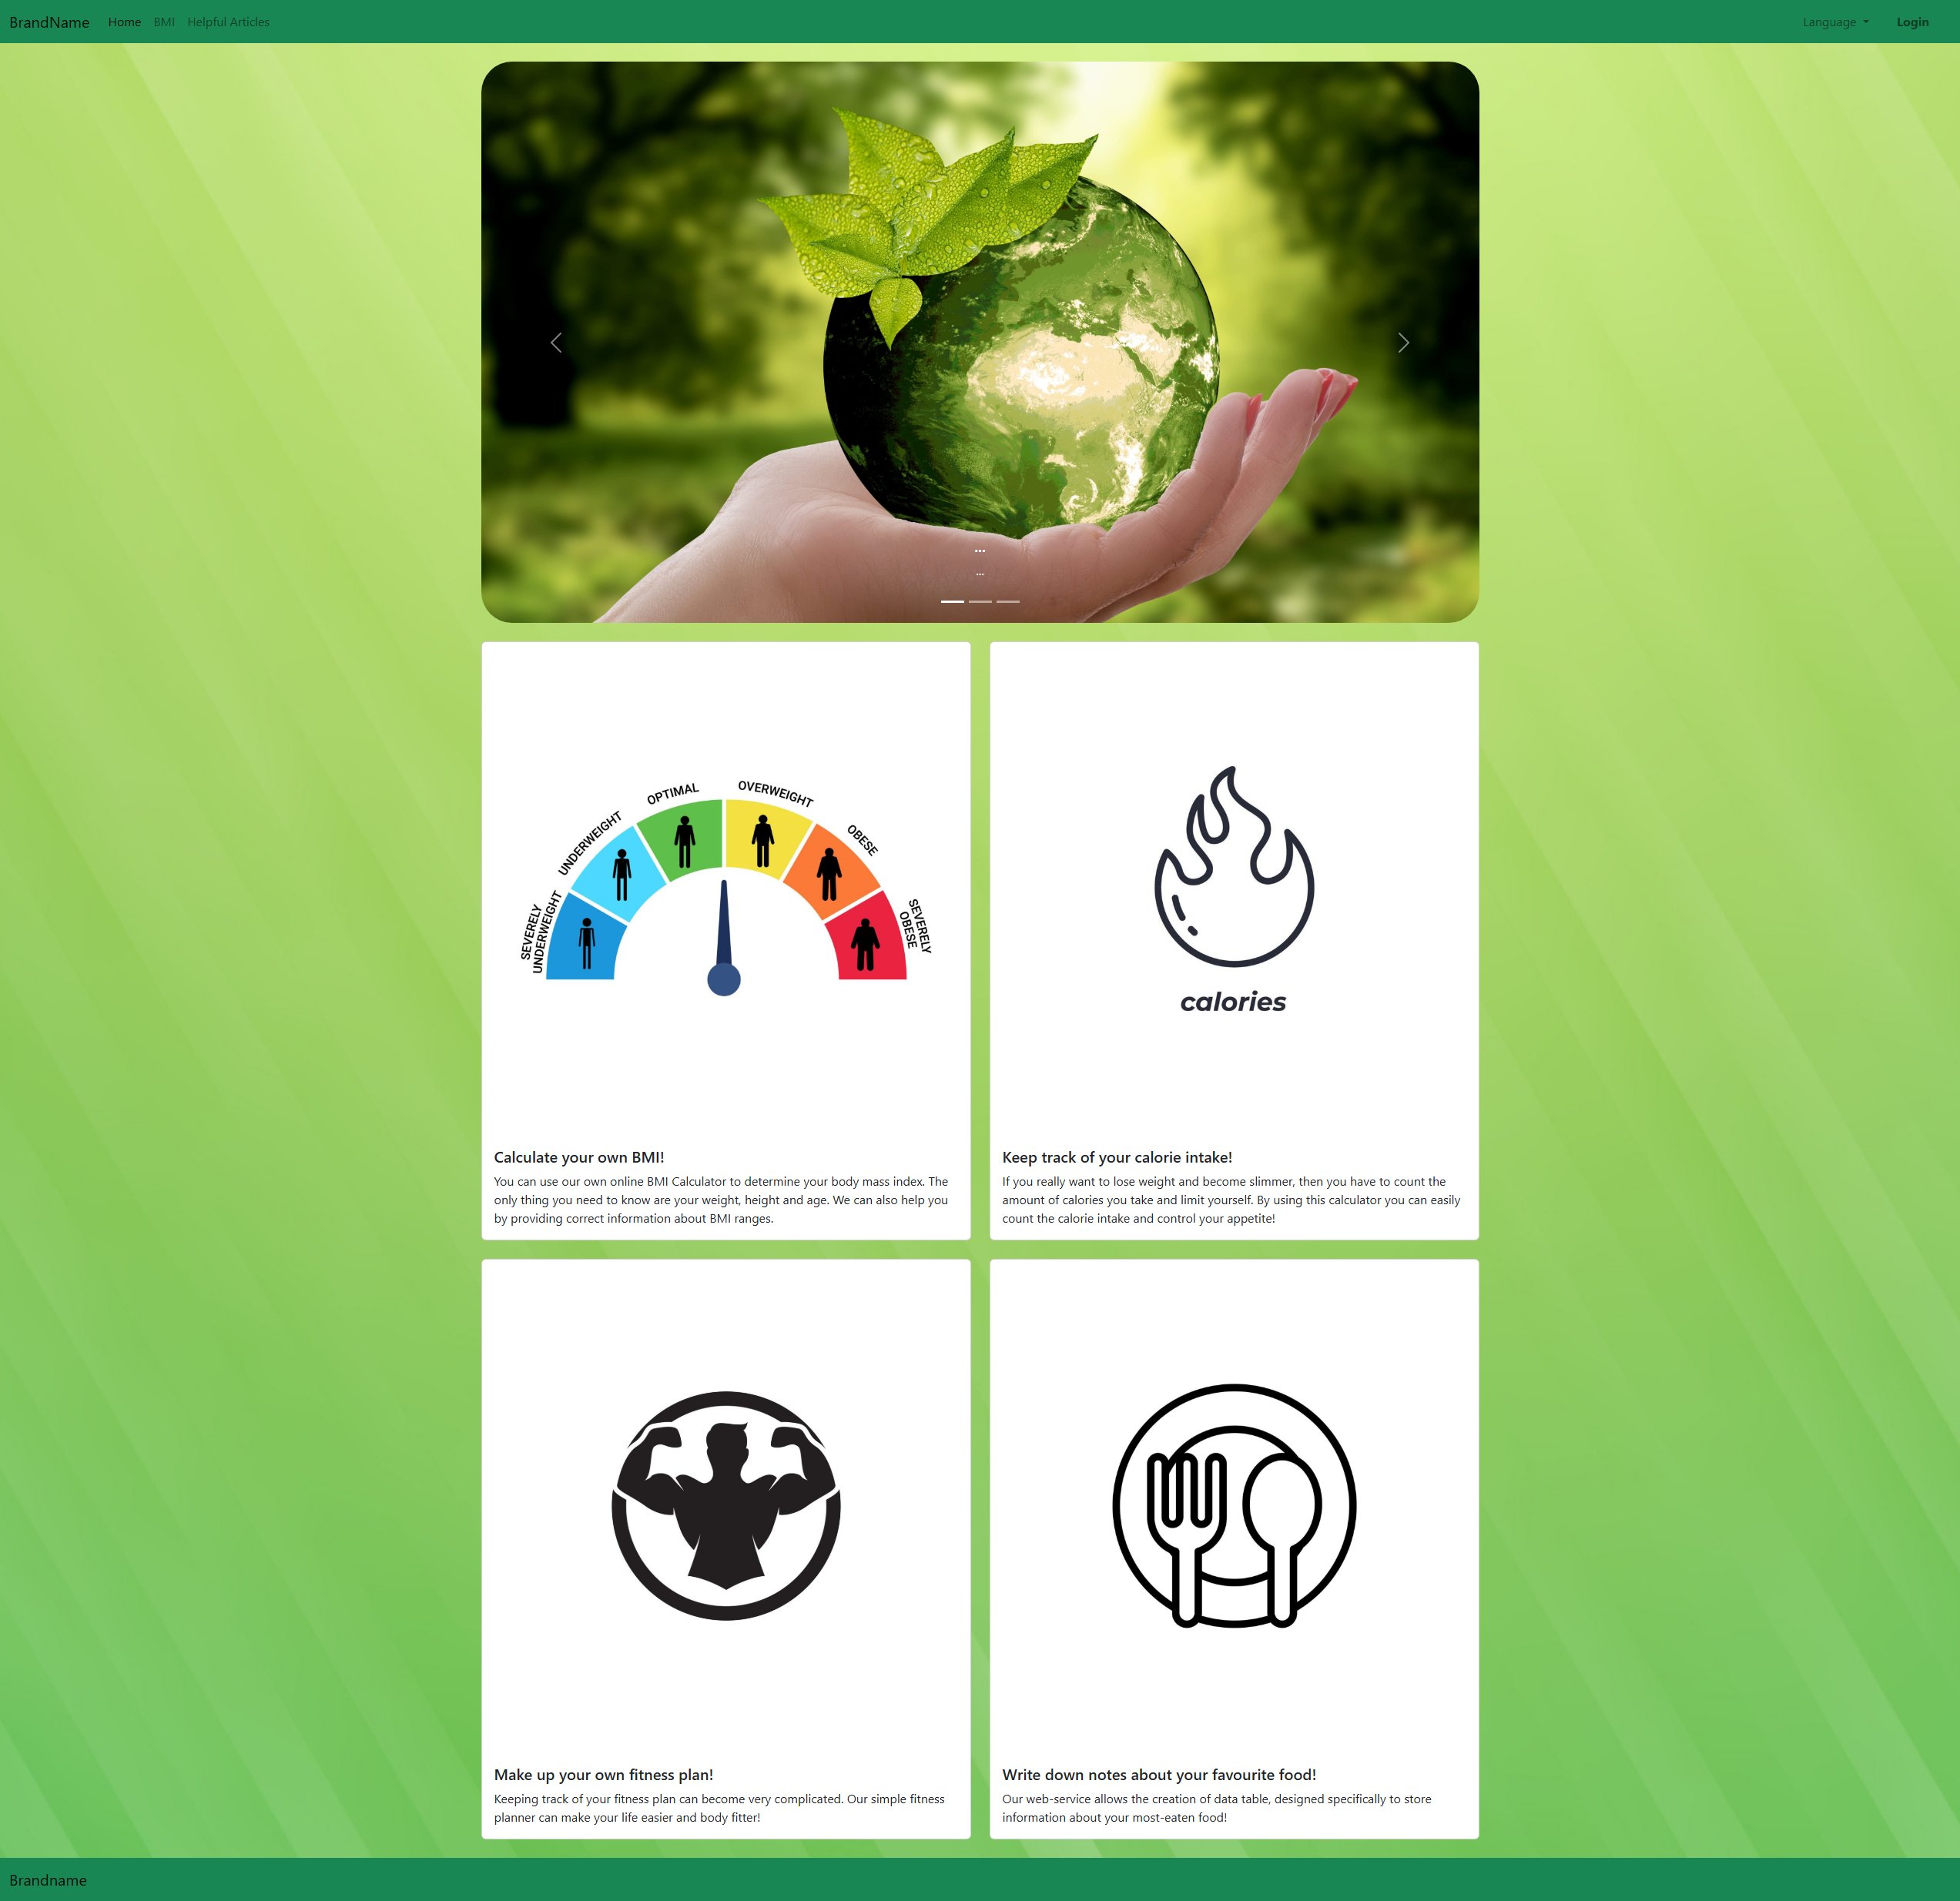 BrandName Home BMI Helpful Articles Language Login
...
...
SEVERELY
UNDERWEIGHT
UNDERWEIGHT
OPTIMAL
OVERWEIGHT
OBESE
SEVERELY
OBESE
calories
Calculate your own BMI!
You can use our own online BMI Calculator to determine your body mass index. The
only thing you need to know are your weight, height and age. We can also help you
by providing correct information about BMI ranges.
Keep track of your calorie intake!
If you really want to lose weight and become slimmer, then you have to count the
amount of calories you take and limit yourself. By using this calculator you can easily
count the calorie intake and control your appetite!
Make up your own fitness plan!
Keeping track of your fitness plan can become very complicated. Our simple fitness
planner can make your life easier and body fitter!
Write down notes about your favourite food!
Our web-service allows the creation of data table, designed specifically to store
information about your most-eaten food!
Brandname